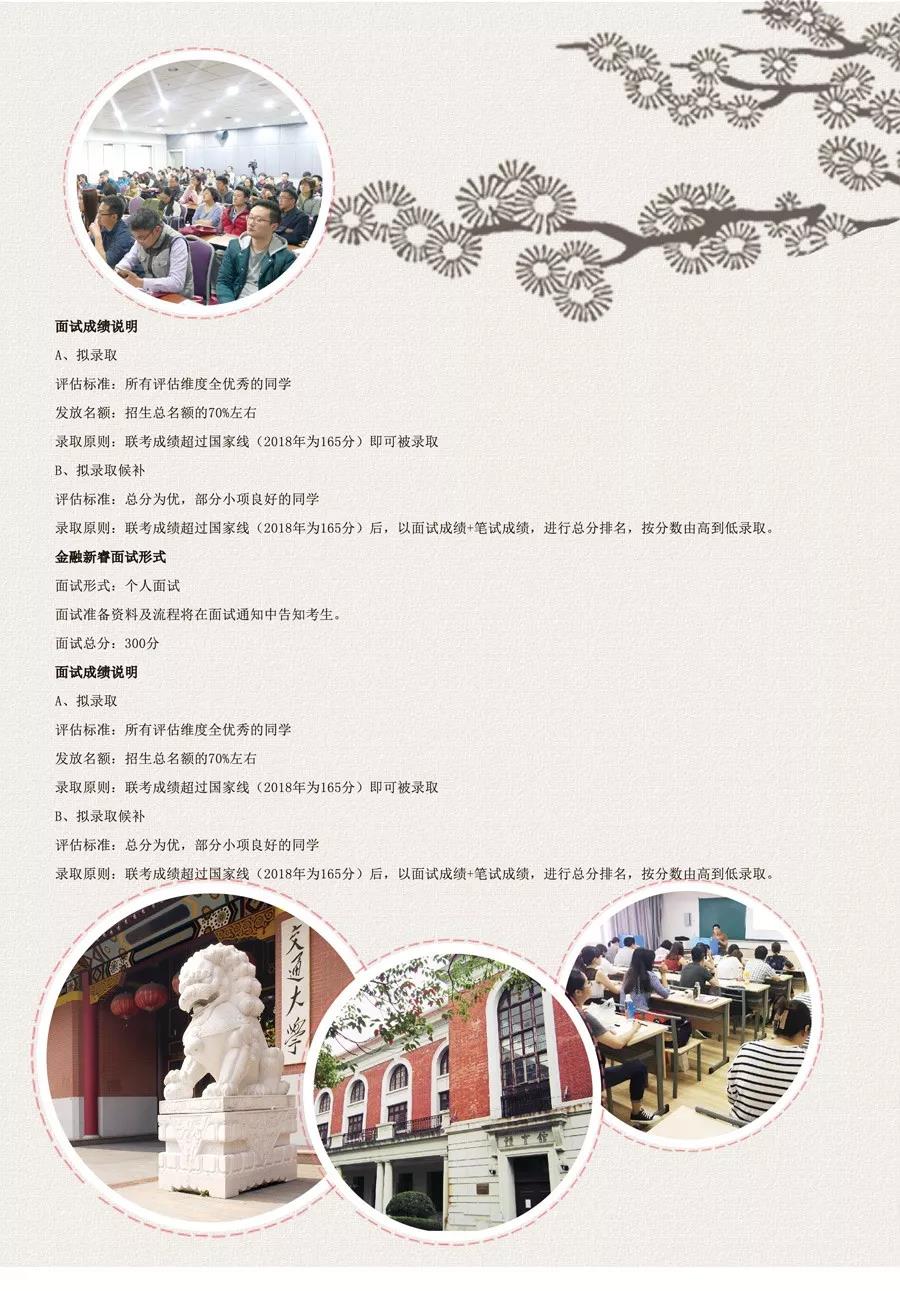 面试成绩说明
A、拟录取
评估标准：所有评估维度全优秀的同学
发放名额：招生总名额的70%左右
录取原则：联考成绩超过国家线（2018年为165分）即可被录取
B、拟录取候补
评估标准：总分为优，部分小项良好的同学
录取原则：联考成绩超过国家线（2018年为165分）后，以面试成绩+笔试成绩，进行总分排名，按分数由高到低录取。
金融新睿面试形式
面试形式：个人面试
面试准备资料及流程将在面试通知中告知考生。
面试总分：300分
面试成绩说明
A、拟录取
评估标准：所有评估维度全优秀的同学
发放名额：招生总名额的70%左右
录取原则：联考成绩超过国家线（2018年为165分）即可被录取
B、拟录取候补
评估标准：总分为优，部分小项良好的同学
录取原则：联考成绩超过国家线（2018年为165分）后，以面试成绩+笔试成绩，进行总分排名，按分数由高到低录取。
交通大学
體育館